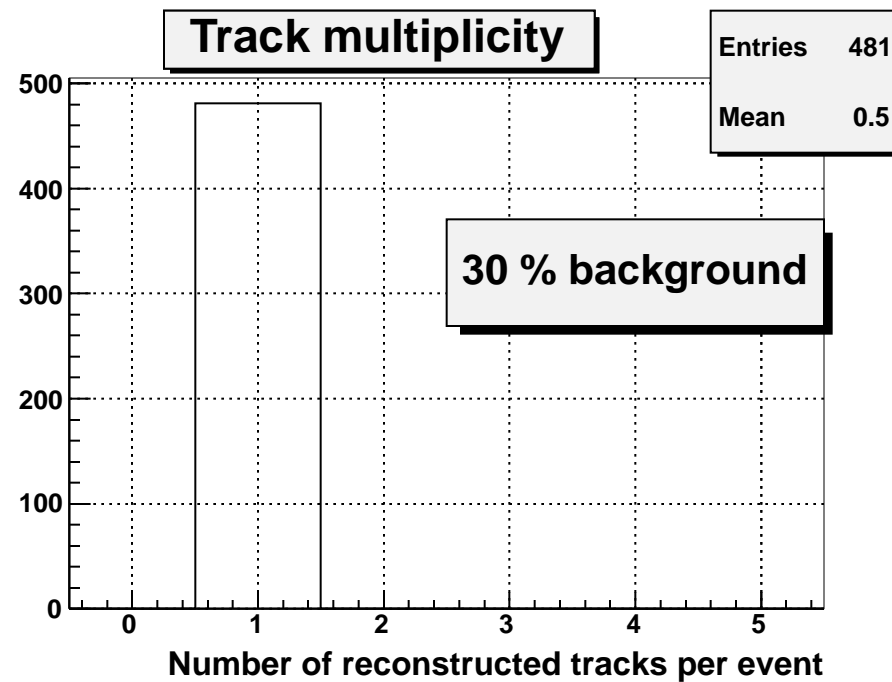 Track multiplicity
Entries 481
Mean 0.5
500
400
300
200
100
0
30 % background
0 1 2 3 4 5
Number of reconstructed tracks per event